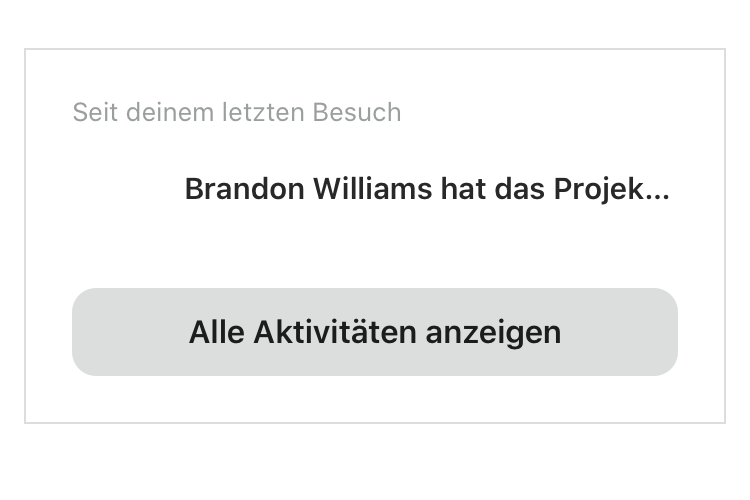 Seit deinem letzten Besuch
Brandon Williams hat das Projek...
Alle Aktivitäten anzeigen